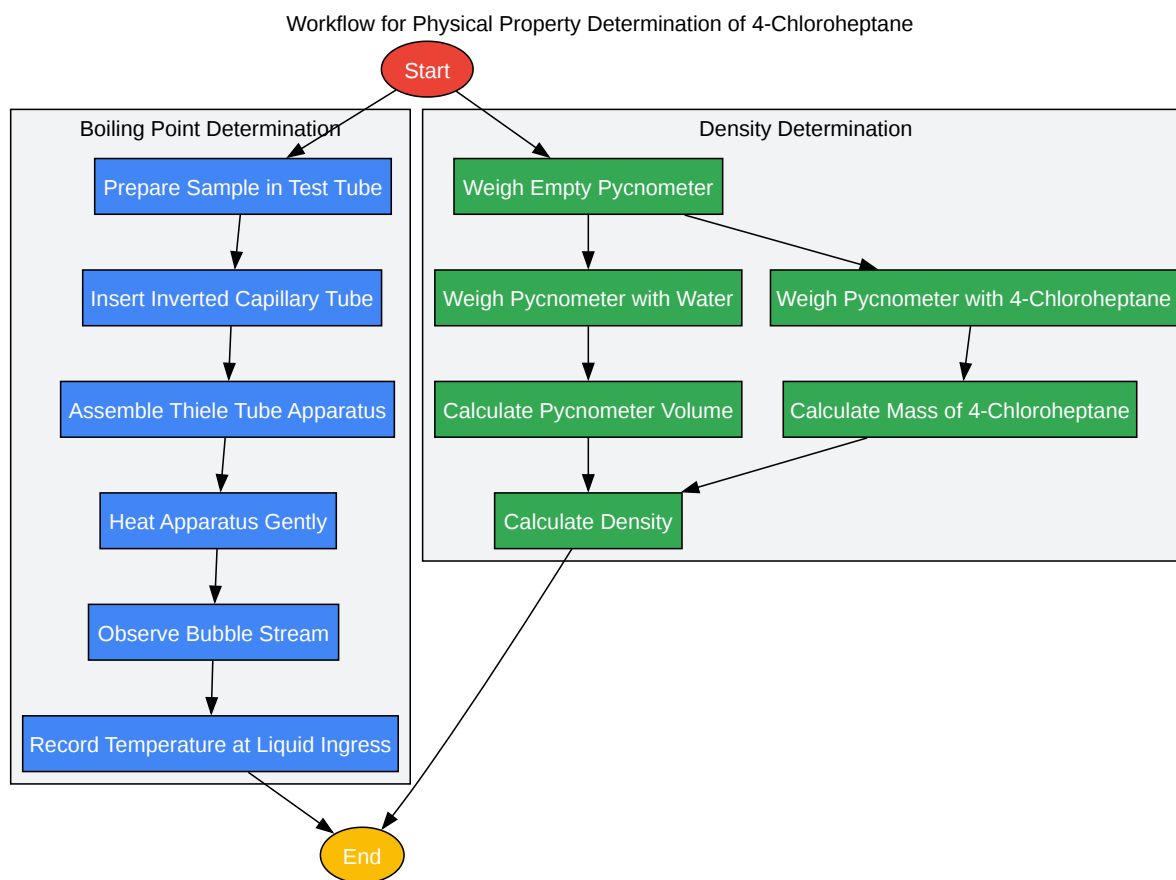 Workflow for Physical Property Determination of 4-Chloroheptane
Start
Boiling Point Determination
Prepare Sample in Test Tube
Insert Inverted Capillary Tube
Assemble Thiele Tube Apparatus
Heat Apparatus Gently
Observe Bubble Stream
Record Temperature at Liquid Ingress
Density Determination
Weigh Empty Pycnometer
Weigh Pycnometer with Water
Weigh Pycnometer with 4-Chloroheptane
Calculate Pycnometer Volume
Calculate Mass of 4-Chloroheptane
Calculate Density
End